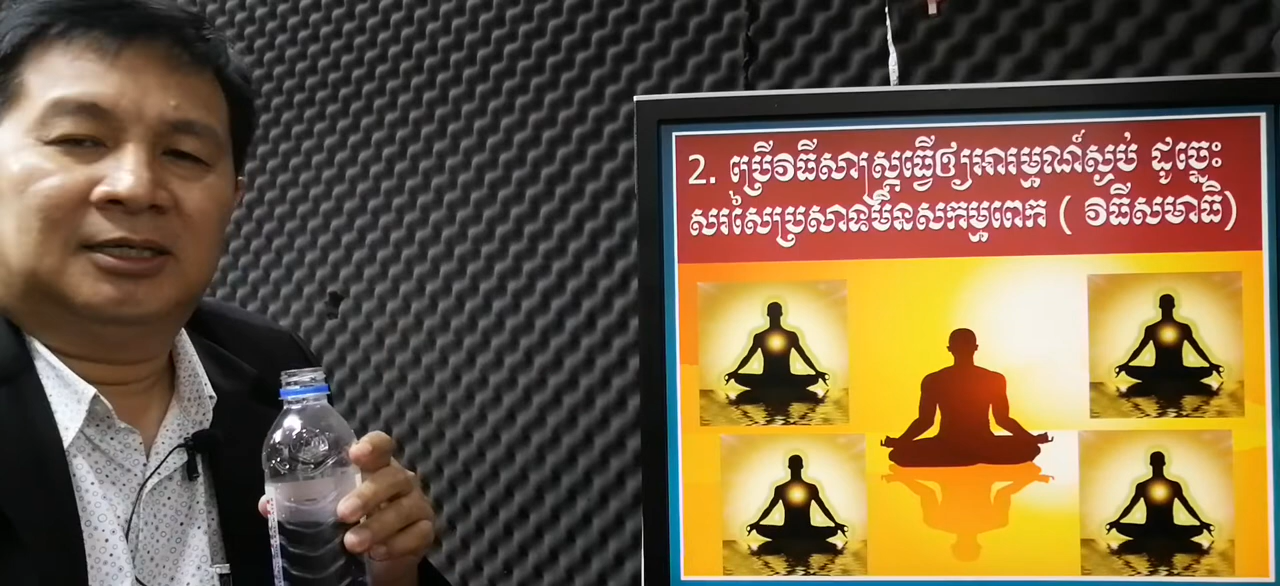 2. ប្រើវិធីសាស្ត្រធ្វើឲ្យអារម្មណ៍ស្ងប់ ដូច្នេះ
សរសៃប្រសាទមិនសកម្មពេក ( វិធីសមាធិ)